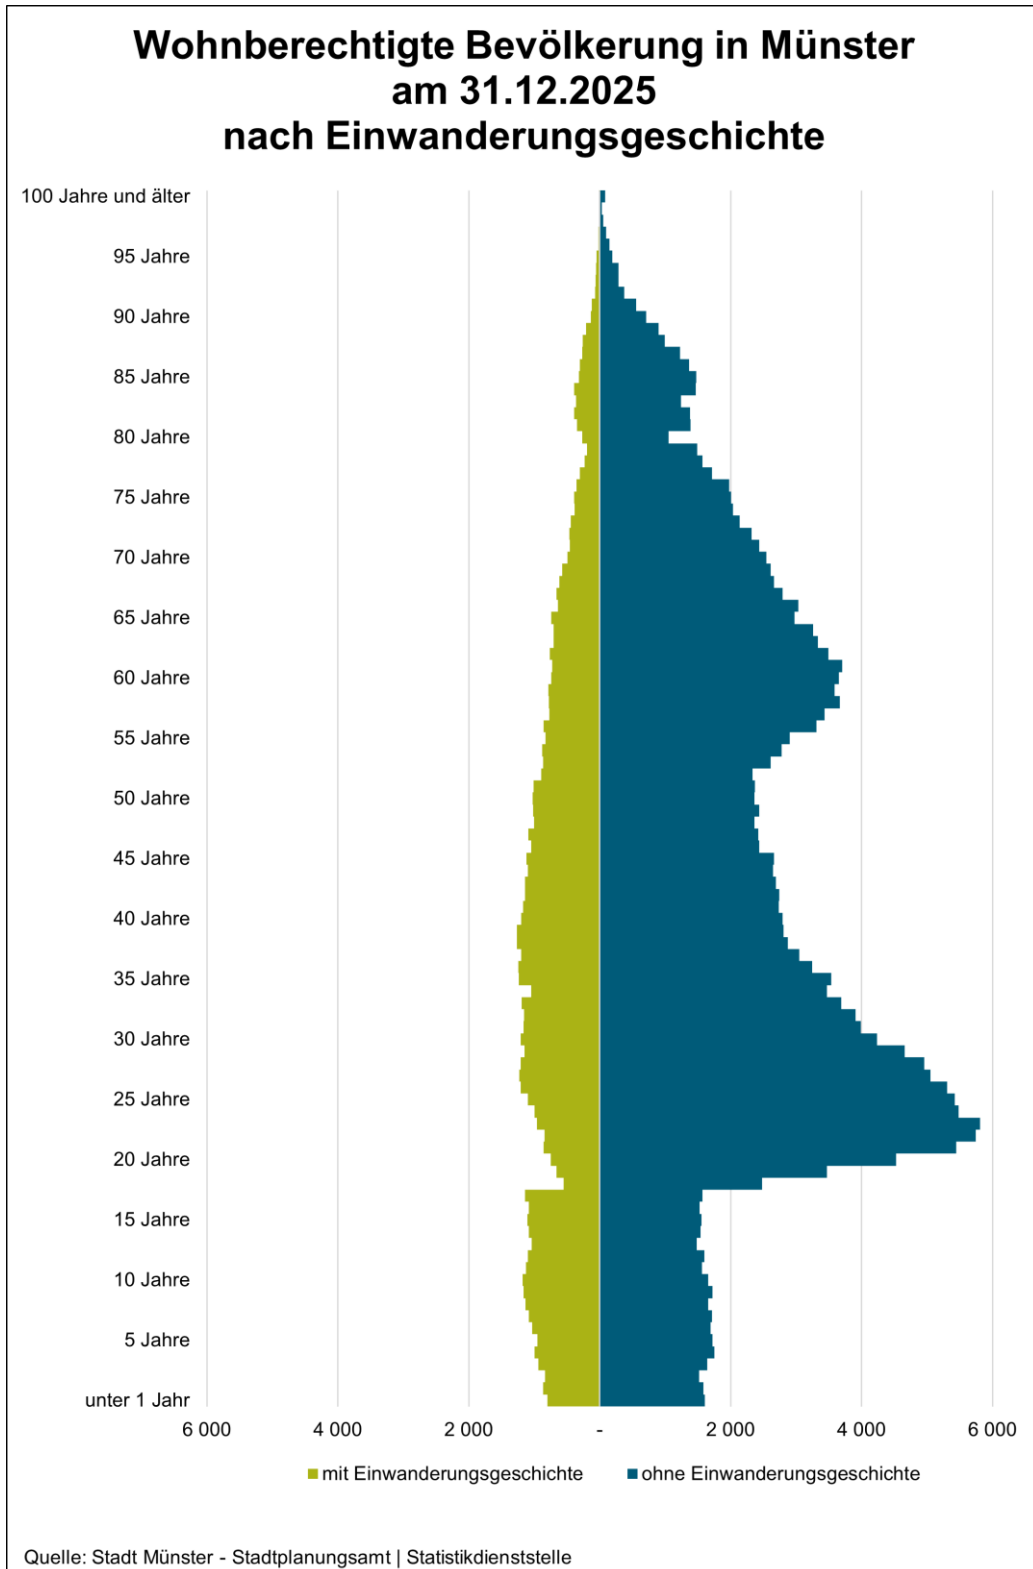 Wohnberechtigte Bevölkerung in Münster
am 31.12.2025
nach Einwanderungsgeschichte
100 Jahre und älter
95 Jahre
90 Jahre
85 Jahre
80 Jahre
75 Jahre
70 Jahre
65 Jahre
60 Jahre
55 Jahre
50 Jahre
45 Jahre
40 Jahre
35 Jahre
30 Jahre
25 Jahre
20 Jahre
15 Jahre
10 Jahre
5 Jahre
unter 1 Jahr
6 000 4 000 2 000 - 2 000 4 000 6 000
mit Einwanderungsgeschichte ohne Einwanderungsgeschichte
Quelle: Stadt Münster - Stadtplanungsamt | Statistikdienststelle